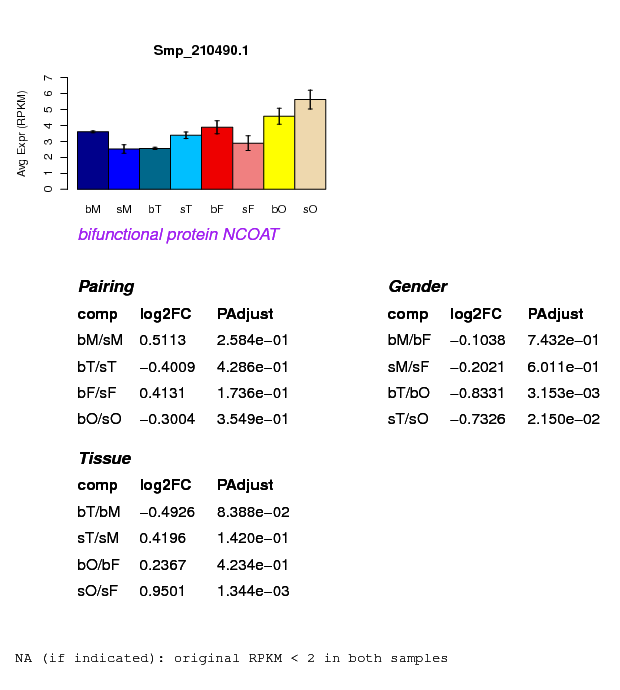 Smp_210490.1
Avg Expr (RPKM)
7
6
5
4
3
2
1
0
bM sM bT sT bF sF bO sO
bifunctional protein NCOAT
Pairing
comp log2FC PAdjust
bM/sM 0.5113 2.584e−01
bT/sT −0.4009 4.286e−01
bF/sF 0.4131 1.736e−01
bO/sO −0.3004 3.549e−01
Gender
comp log2FC PAdjust
bM/bF −0.1038 7.432e−01
sM/sF −0.2021 6.011e−01
bT/bO −0.8331 3.153e−03
sT/sO −0.7326 2.150e−02
Tissue
comp log2FC PAdjust
bT/bM −0.4926 8.388e−02
sT/sM 0.4196 1.420e−01
bO/bF 0.2367 4.234e−01
sO/sF 0.9501 1.344e−03
NA (if indicated): original RPKM < 2 in both samples